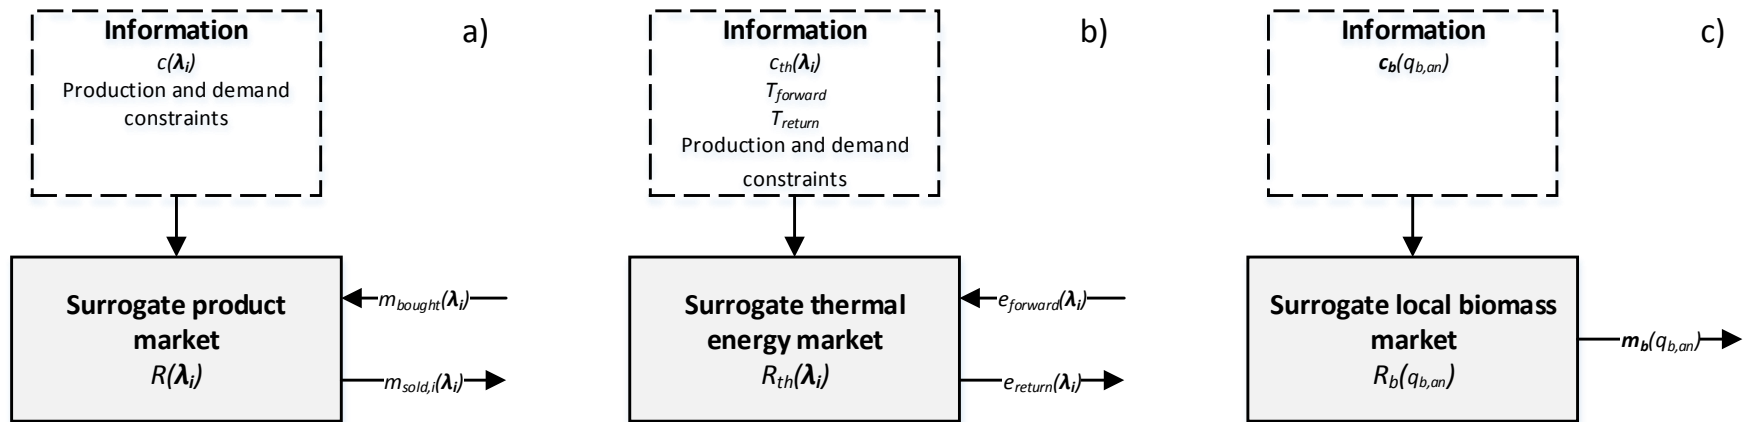 a)
Information
c(λi)
Production and demand
constraints
Surrogate product
market
R(λi)
mbought(λi)
msold,i(λi)
b)
Information
cth(λi)
Tforward
Treturn
Production and demand
constraints
Surrogate thermal
energy market
Rth(λi)
eforward(λi)
ereturn(λi)
c)
Information
cb(qb,an)
Surrogate local biomass
market
Rb(qb,an)
mb(qb,an)